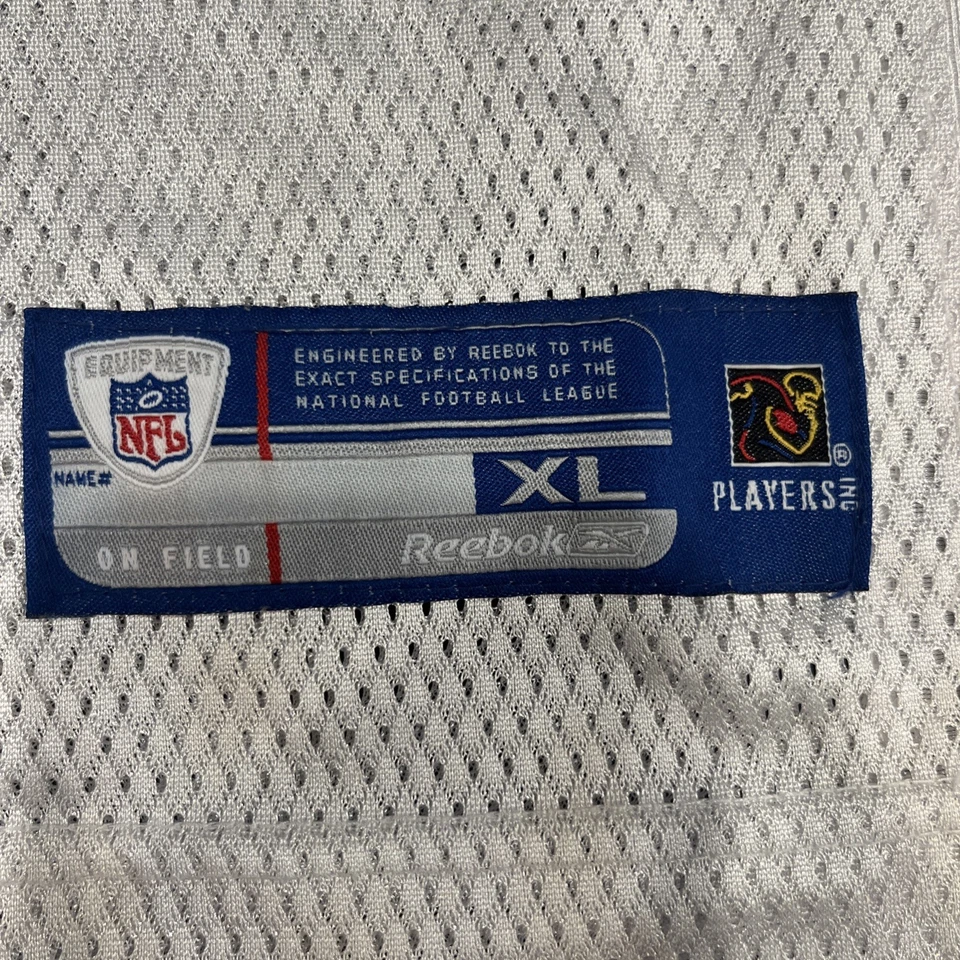 EQUIPMENT
NFL
ENGINEERED BY REEBOK TO THE
EXACT SPECIFICATIONS OF THE
NATIONAL FOOTBALL LEAGUE
NAME#
XL
ON FIELD
Reebok
®
PLAYERS INC